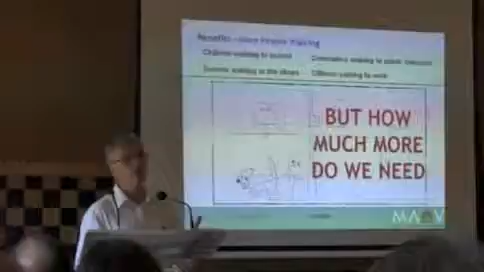 Benefits - More People Walking
Children walking to school
Commuters walking to public transport
Seniors walking to the shops
Citizens walking to work
BUT HOW
MUCH MORE
DO WE NEED